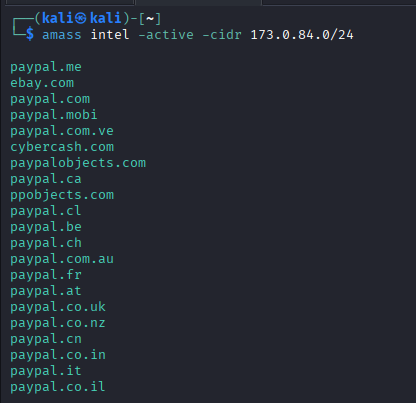 ┌──(kali㉿kali)-[~]
└─$ amass intel -active -cidr 173.0.84.0/24
paypal.me
ebay.com
paypal.com
paypal.mobi
paypal.com.ve
cybercash.com
paypalobjects.com
paypal.ca
ppobjects.com
paypal.cl
paypal.be
paypal.ch
paypal.com.au
paypal.fr
paypal.at
paypal.co.uk
paypal.co.nz
paypal.cn
paypal.co.in
paypal.it
paypal.co.il